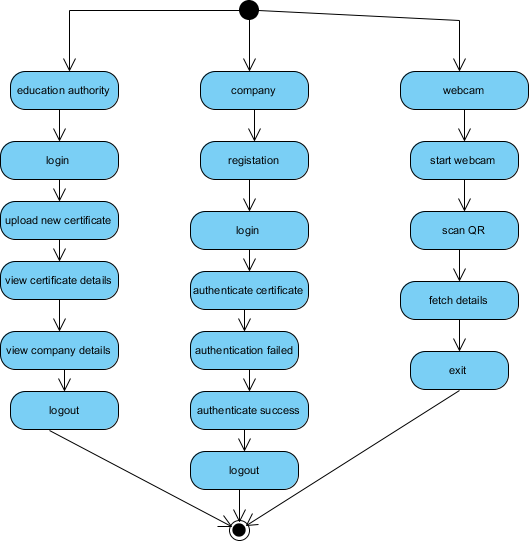 education authority
company
webcam
login
registation
start webcam
upload new certificate
login
scan QR
view certificate details
authenticate certificate
fetch details
view company details
authentication failed
exit
logout
authenticate success
logout